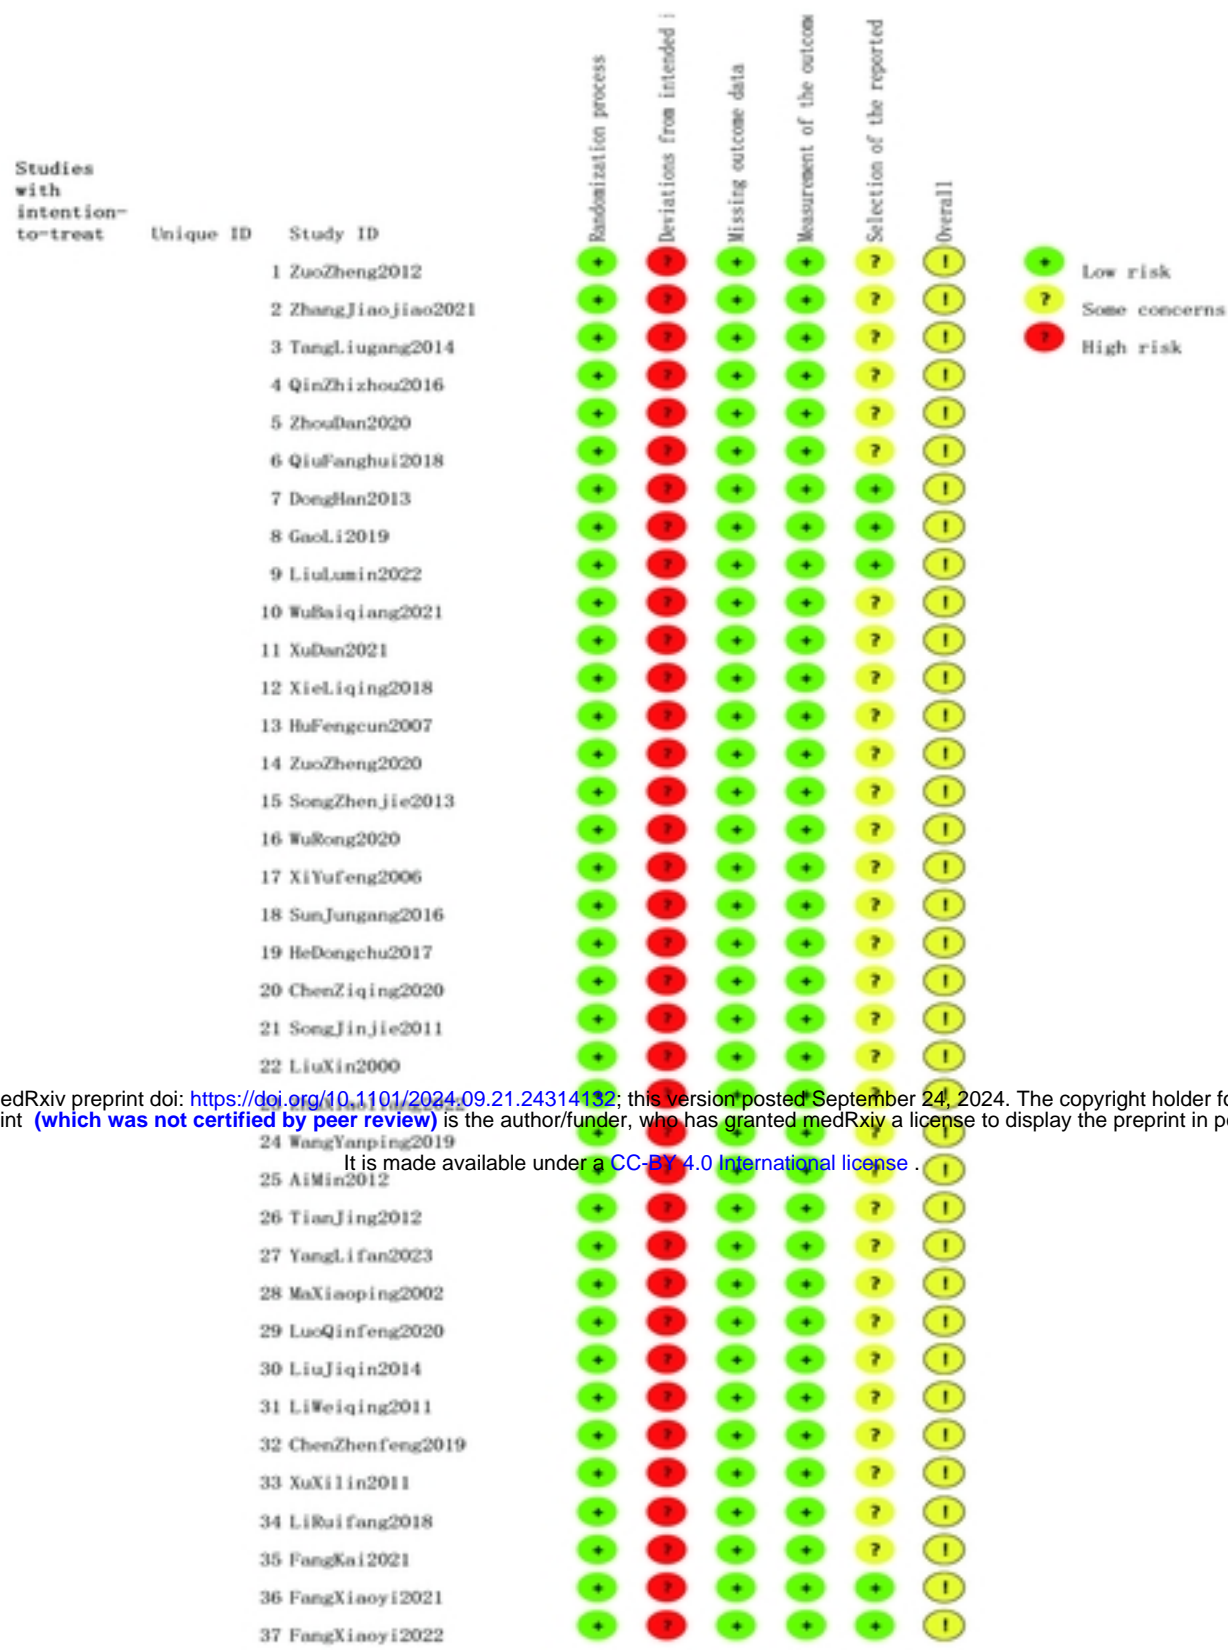 Randomization process
Deviations from intended i
Missing outcome data
Measurement of the outcome
Selection of the reported
Overall
Studies
with
intention-
to-treat Unique ID Study ID
1 ZuoZheng2012 + ? + + ? ! + Low risk
2 ZhangJiaojiao2021 + ? + + ? ! ? Some concerns
3 TangLiugang2014 + ? + + ? ! ? High risk
4 QinZhizhou2016 + ? + + ? !
5 ZhouDan2020 + ? + + ? !
6 QiuFanghui2018 + ? + + ? !
7 DongHan2013 + ? + + + !
8 GaoLi2019 + ? + + + !
9 LiuLumin2022 + ? + + + !
10 WuBaiqiang2021 + ? + + ? !
11 XuDan2021 + ? + + ? !
12 XieLiqing2018 + ? + + ? !
13 HuFengcun2007 + ? + + ? !
14 ZuoZheng2020 + ? + + ? !
15 SongZhenjie2013 + ? + + ? !
16 WuRong2020 + ? + + ? !
17 XiYufeng2006 + ? + + ? !
18 SunJungang2016 + ? + + ? !
19 HeDongchu2017 + ? + + ? !
20 ChenZiqing2020 + ? + + ? !
21 SongJinjie2011 + ? + + ? !
22 LiuXin2000 + ? + + ? !
edRxiv preprint doi: https://doi.org/10.1101/2024.09.21.24314132; this version posted September 24, 2024. The copyright holder fo
int (which was not certified by peer review) is the author/funder, who has granted medRxiv a license to display the preprint in pe
24 WangYanping2019
It is made available under a CC-BY 4.0 International license .
25 AiMin2012 + ? + + ? !
26 TianJing2012 + ? + + ? !
27 YangLifan2023 + ? + + ? !
28 MaXiaoping2002 + ? + + ? !
29 LuoQinfeng2020 + ? + + ? !
30 LiuJiqin2014 + ? + + ? !
31 LiWeiqing2011 + ? + + ? !
32 ChenZhenfeng2019 + ? + + ? !
33 XuXilin2011 + ? + + ? !
34 LiRuifang2018 + ? + + ? !
35 FangKai2021 + ? + + ? !
36 FangXiaoyi2021 + ? + + + !
37 FangXiaoyi2022 + ? + + + !